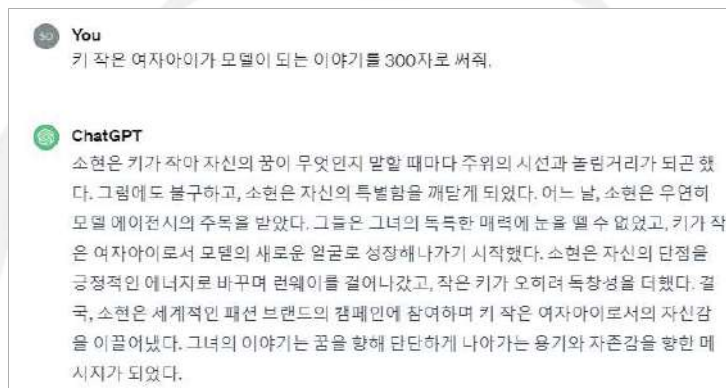 You
키 작은 여자아이가 모델이 되는 이야기를 300자로 써줘.
ChatGPT
소현은 키가 작아 자신의 꿈이 무엇인지 말할 때마다 주위의 시선과 놀림거리가 되곤 했
다. 그럼에도 불구하고, 소현은 자신의 특별함을 깨닫게 되었다. 어느 날, 소현은 우연히
모델 에이전시의 주목을 받았다. 그들은 그녀의 독특한 매력에 눈을 뗄 수 없었고, 키가 작
은 여자아이로서 모델의 새로운 얼굴로 성장해나가기 시작했다. 소현은 자신의 단점을
긍정적인 에너지로 바꾸며 런웨이를 걸어나갔고, 작은 키가 오히려 독창성을 더했다. 결
국, 소현은 세계적인 패션 브랜드의 캠페인에 참여하며 키 작은 여자아이로서의 자신감
을 이끌어냈다. 그녀의 이야기는 꿈을 향해 단단하게 나아가는 용기와 자존감을 향한 메
시지가 되었다.